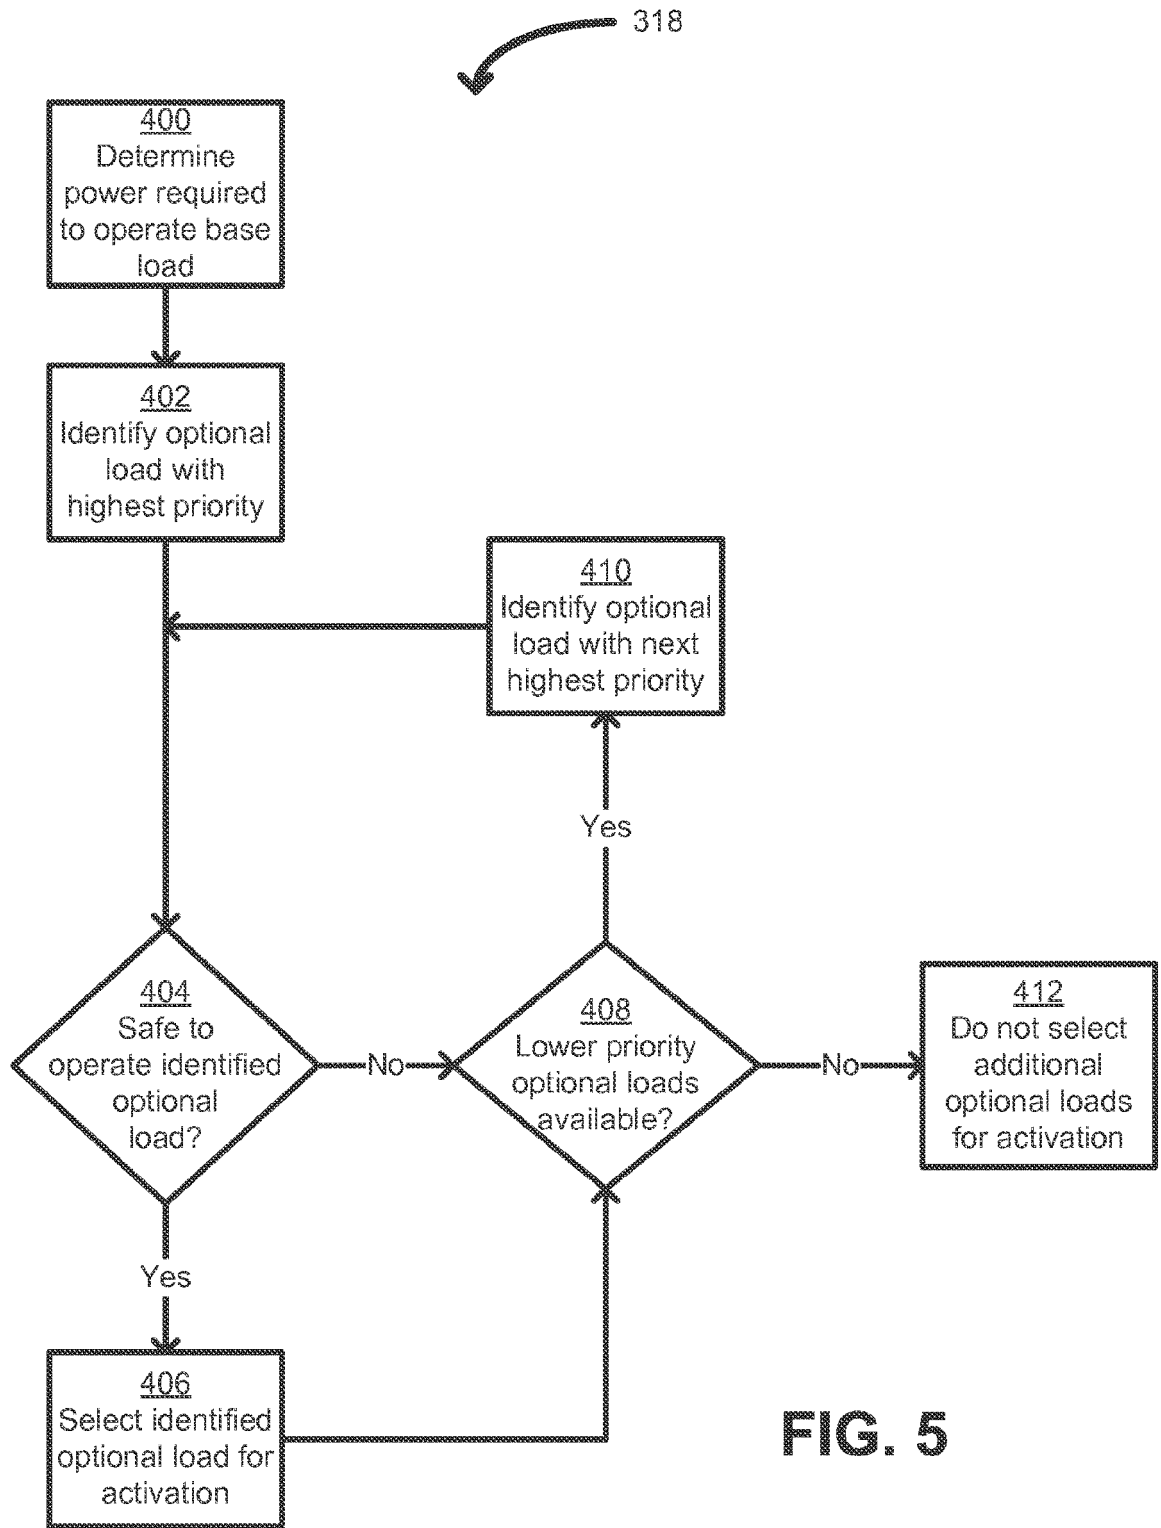 318
400
Determine
power required
to operate base
load
402
Identify optional
load with
highest priority
410
Identify optional
load with next
highest priority
Yes
404
Safe to
operate identified
optional
load?
No
408
Lower priority
optional loads
available?
No
412
Do not select
additional
optional loads
for activation
Yes
406
Select identified
optional load for
activation
FIG. 5